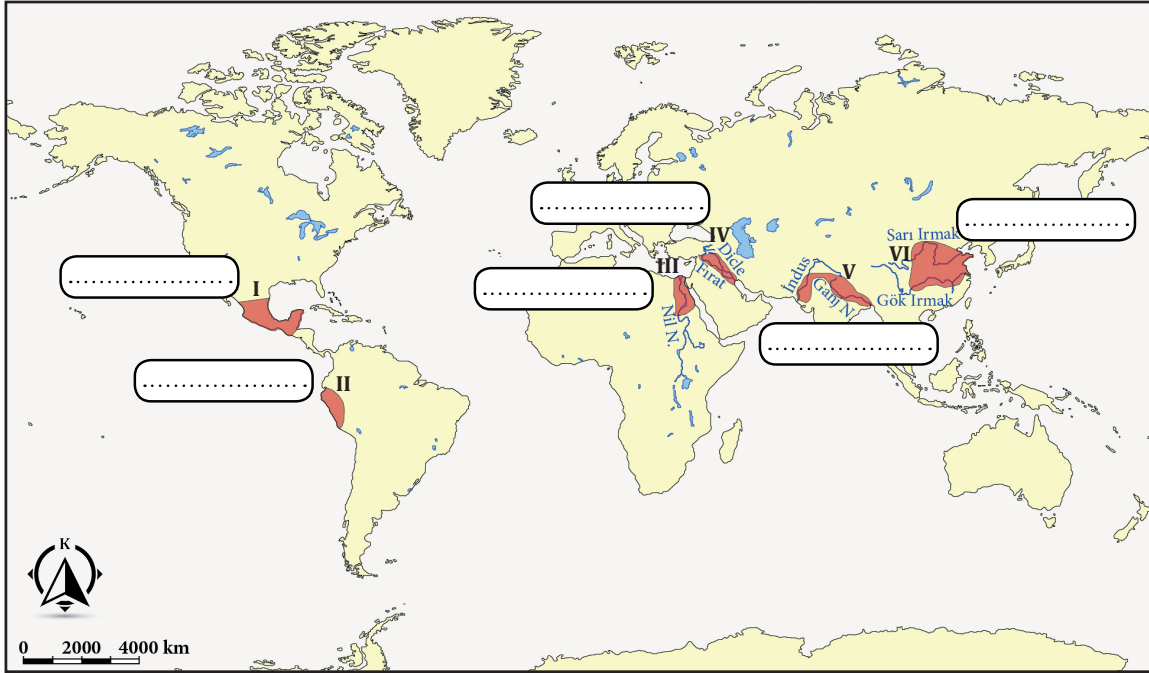 ....................
....................
IV
Sarı Irmak
VI
III
Dicle
Fırat
İndus
V
Ganj N.
Gök Irmak
....................
I
....................
Nil N.
....................
....................
II
K
0 2000 4000 km